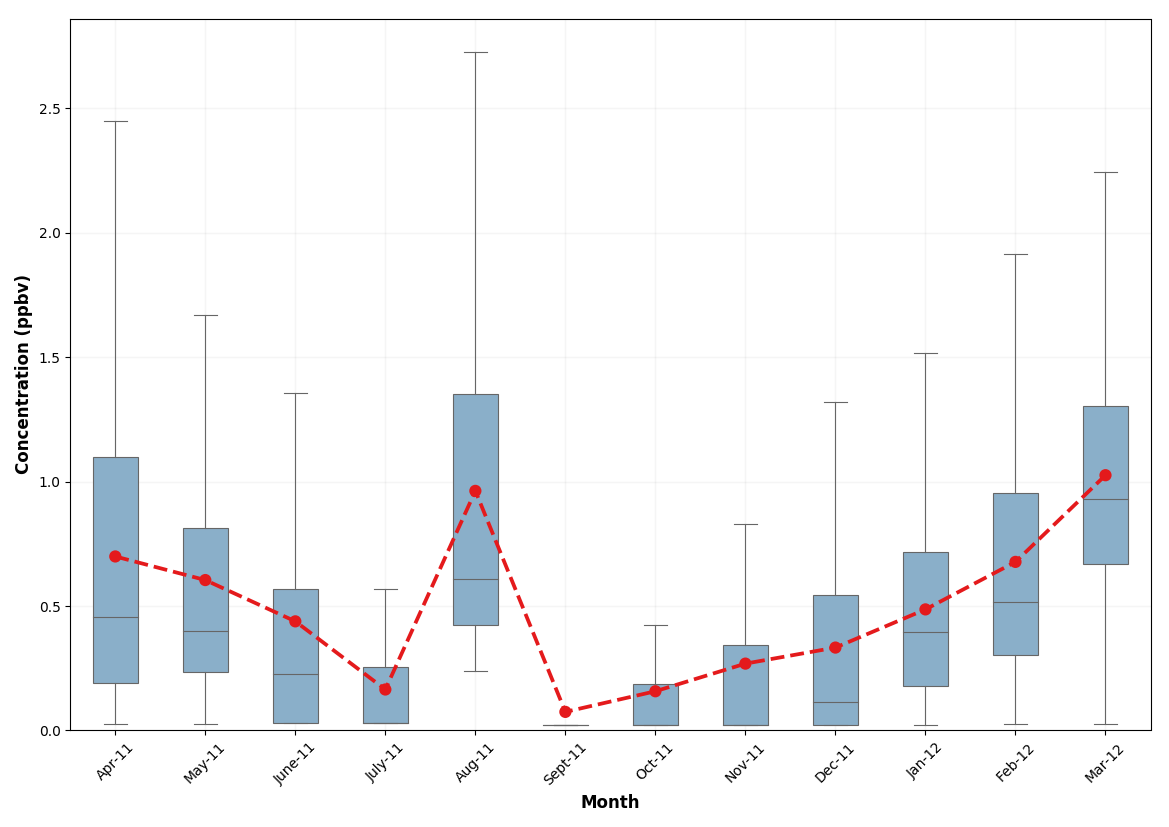 Concentration (ppbv)
2.5
2.0
1.5
1.0
0.5
0.0
Apr-11
May-11
June-11
July-11
Aug-11
Sept-11
Oct-11
Nov-11
Dec-11
Jan-12
Feb-12
Mar-12
Month